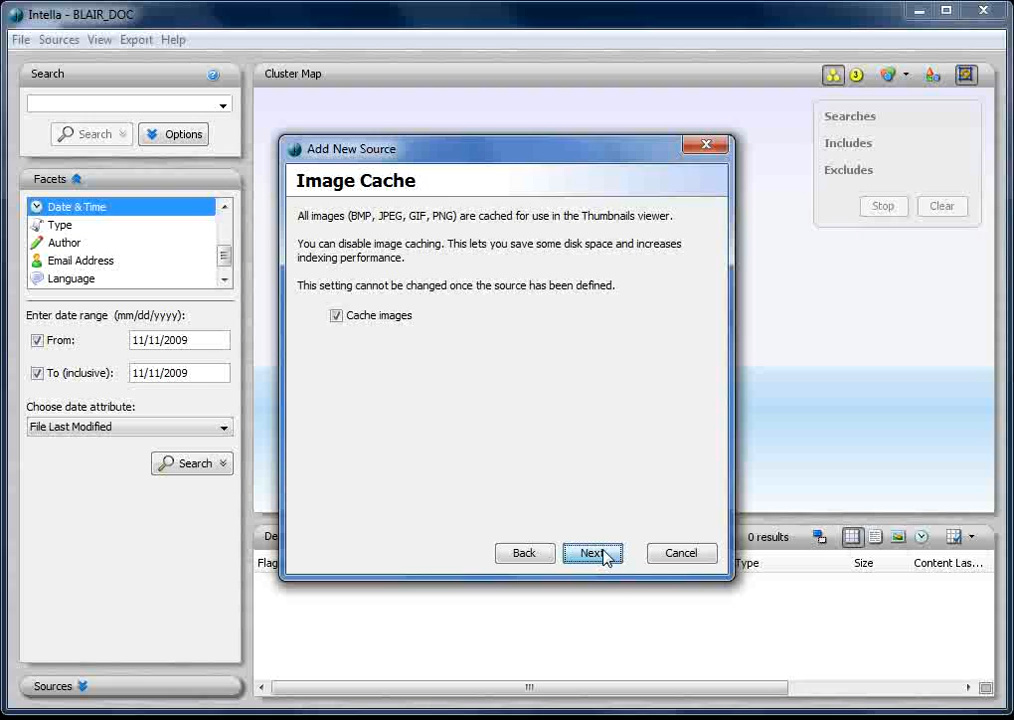 Intella - BLAIR_DOC
File Sources View Export Help
Search
Search
Options
Facets
Date & Time
Type
Author
Email Address
Language
Enter date range (mm/dd/yyyy):
From: 11/11/2009
To (inclusive): 11/11/2009
Choose date attribute:
File Last Modified
Search
Sources
Cluster Map
3
Searches
Includes
Excludes
Stop Clear
Add New Source
Image Cache
All images (BMP, JPEG, GIF, PNG) are cached for use in the Thumbnails viewer.
You can disable image caching. This lets you save some disk space and increases
indexing performance.
This setting cannot be changed once the source has been defined.
Cache images
Back Next Cancel
De
0 results
Flag
Type Size Content Las...